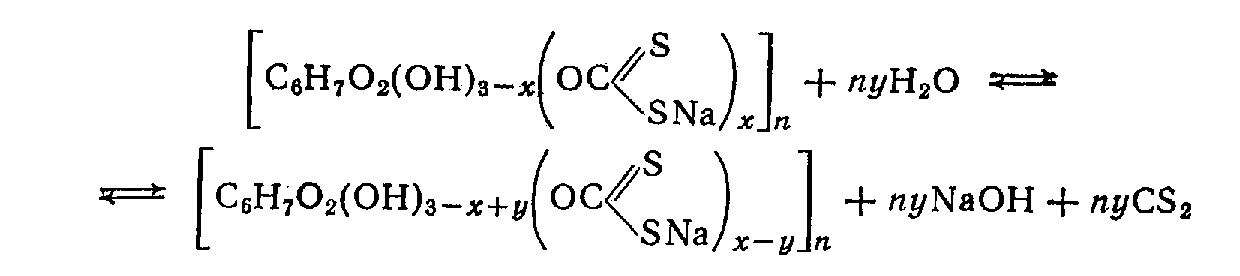 [C₆H₇O₂(OH)₃₋ₓ(OC(=S)(–SNa))ₓ]ₙ + nyH₂O ⇌
⇌ [C₆H₇O₂(OH)₃₋ₓ₊y(OC(=S)(–SNa))ₓ₋y]ₙ + nyNaOH + nyCS₂